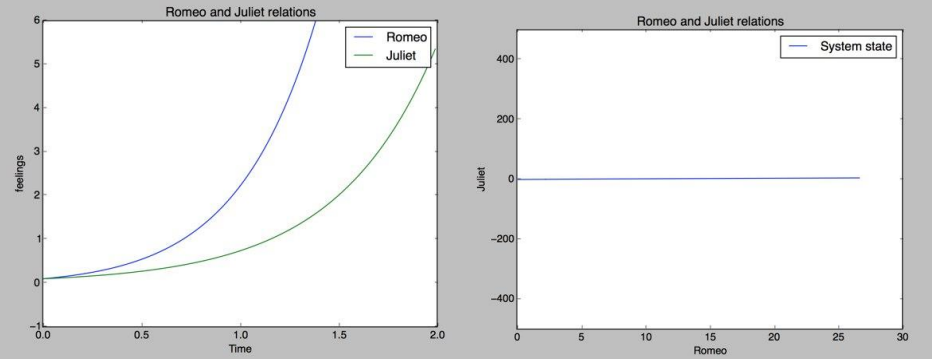 Romeo and Juliet relations
6
5
4
3
2
1
0
−1
feelings
Romeo
Juliet
0.0 0.5 1.0 1.5 2.0
Time
Romeo and Juliet relations
400
200
0
−200
−400
Juliet
System state
0 5 10 15 20 25 30
Romeo